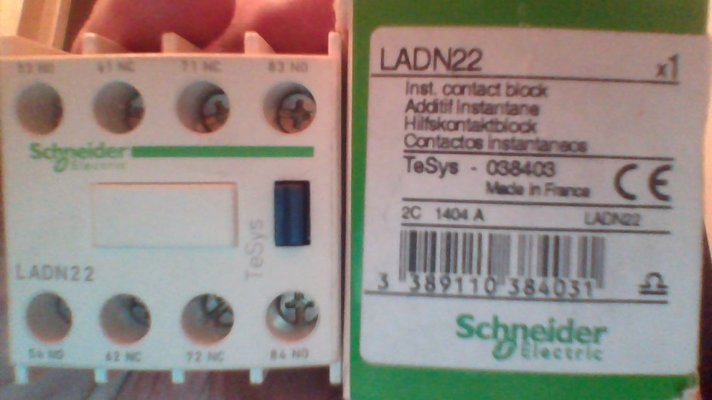 53 NO 61 NC 71 NC 83 NO
Schneider
Electric
TeSys
LADN22
54 NO 62 NC 72 NC 84 NO
LADN22 x1
Inst. contact block
Additif instantane
Hilfskontaktblock
Contactos instantaneos
TeSys - 038403
Made in France
CE
2C 1404 A LADN22
3 389110 384031
Schneider
Electric